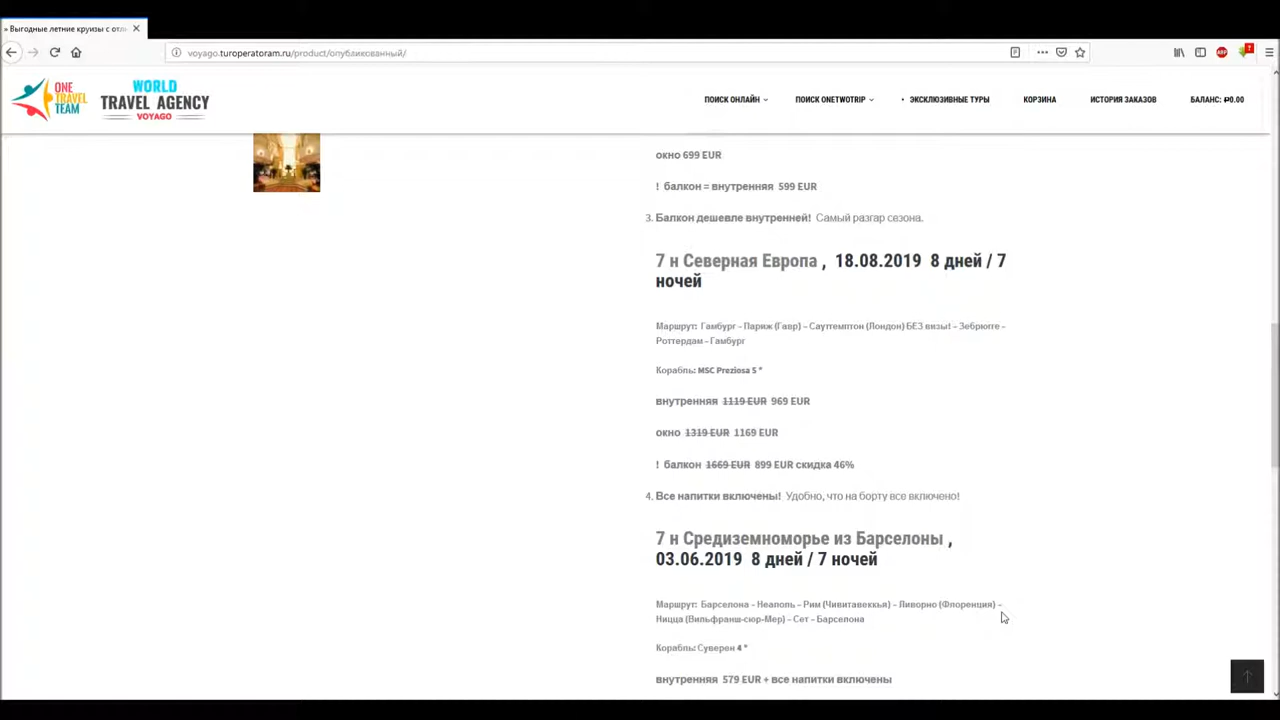 » Выгодные летние круизы с отл
voyago.turoperatoram.ru/product/опубликованный/
ABP
7
ONE
TRAVEL
TEAM
WORLD
TRAVEL AGENCY
VOYAGO
ПОИСК ОНЛАЙН
ПОИСК ONETWOTRIP
• ЭКСКЛЮЗИВНЫЕ ТУРЫ
КОРЗИНА
ИСТОРИЯ ЗАКАЗОВ
БАЛАНС: ₽0.00
окно 699 EUR
! балкон = внутренняя 599 EUR
3. Балкон дешевле внутренней! Самый разгар сезона.
7 н Северная Европа , 18.08.2019 8 дней / 7
ночей
Маршрут: Гамбург – Париж (Гавр) – Саутгемптон (Лондон) БЕЗ визы! – Зебрюгге –
Роттердам – Гамбург
Корабль: MSC Preziosa 5 *
внутренняя 1119 EUR 969 EUR
окно 1319 EUR 1169 EUR
! балкон 1669 EUR 899 EUR скидка 46%
4. Все напитки включены! Удобно, что на борту все включено!
7 н Средиземноморье из Барселоны ,
03.06.2019 8 дней / 7 ночей
Маршрут: Барселона – Неаполь – Рим (Чивитавеккья) – Ливорно (Флоренция) –
Ницца (Вильфранш-сюр-Мер) – Сет – Барселона
Корабль: Суверен 4 *
внутренняя 579 EUR + все напитки включены